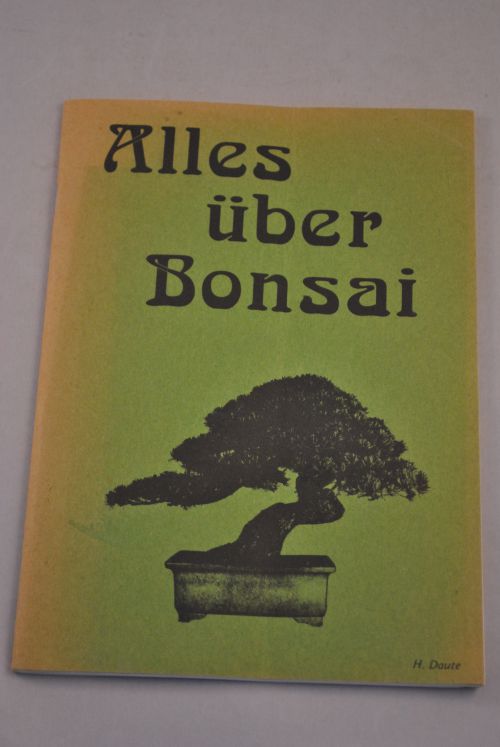 Alles
über
Bonsai
H. Daute